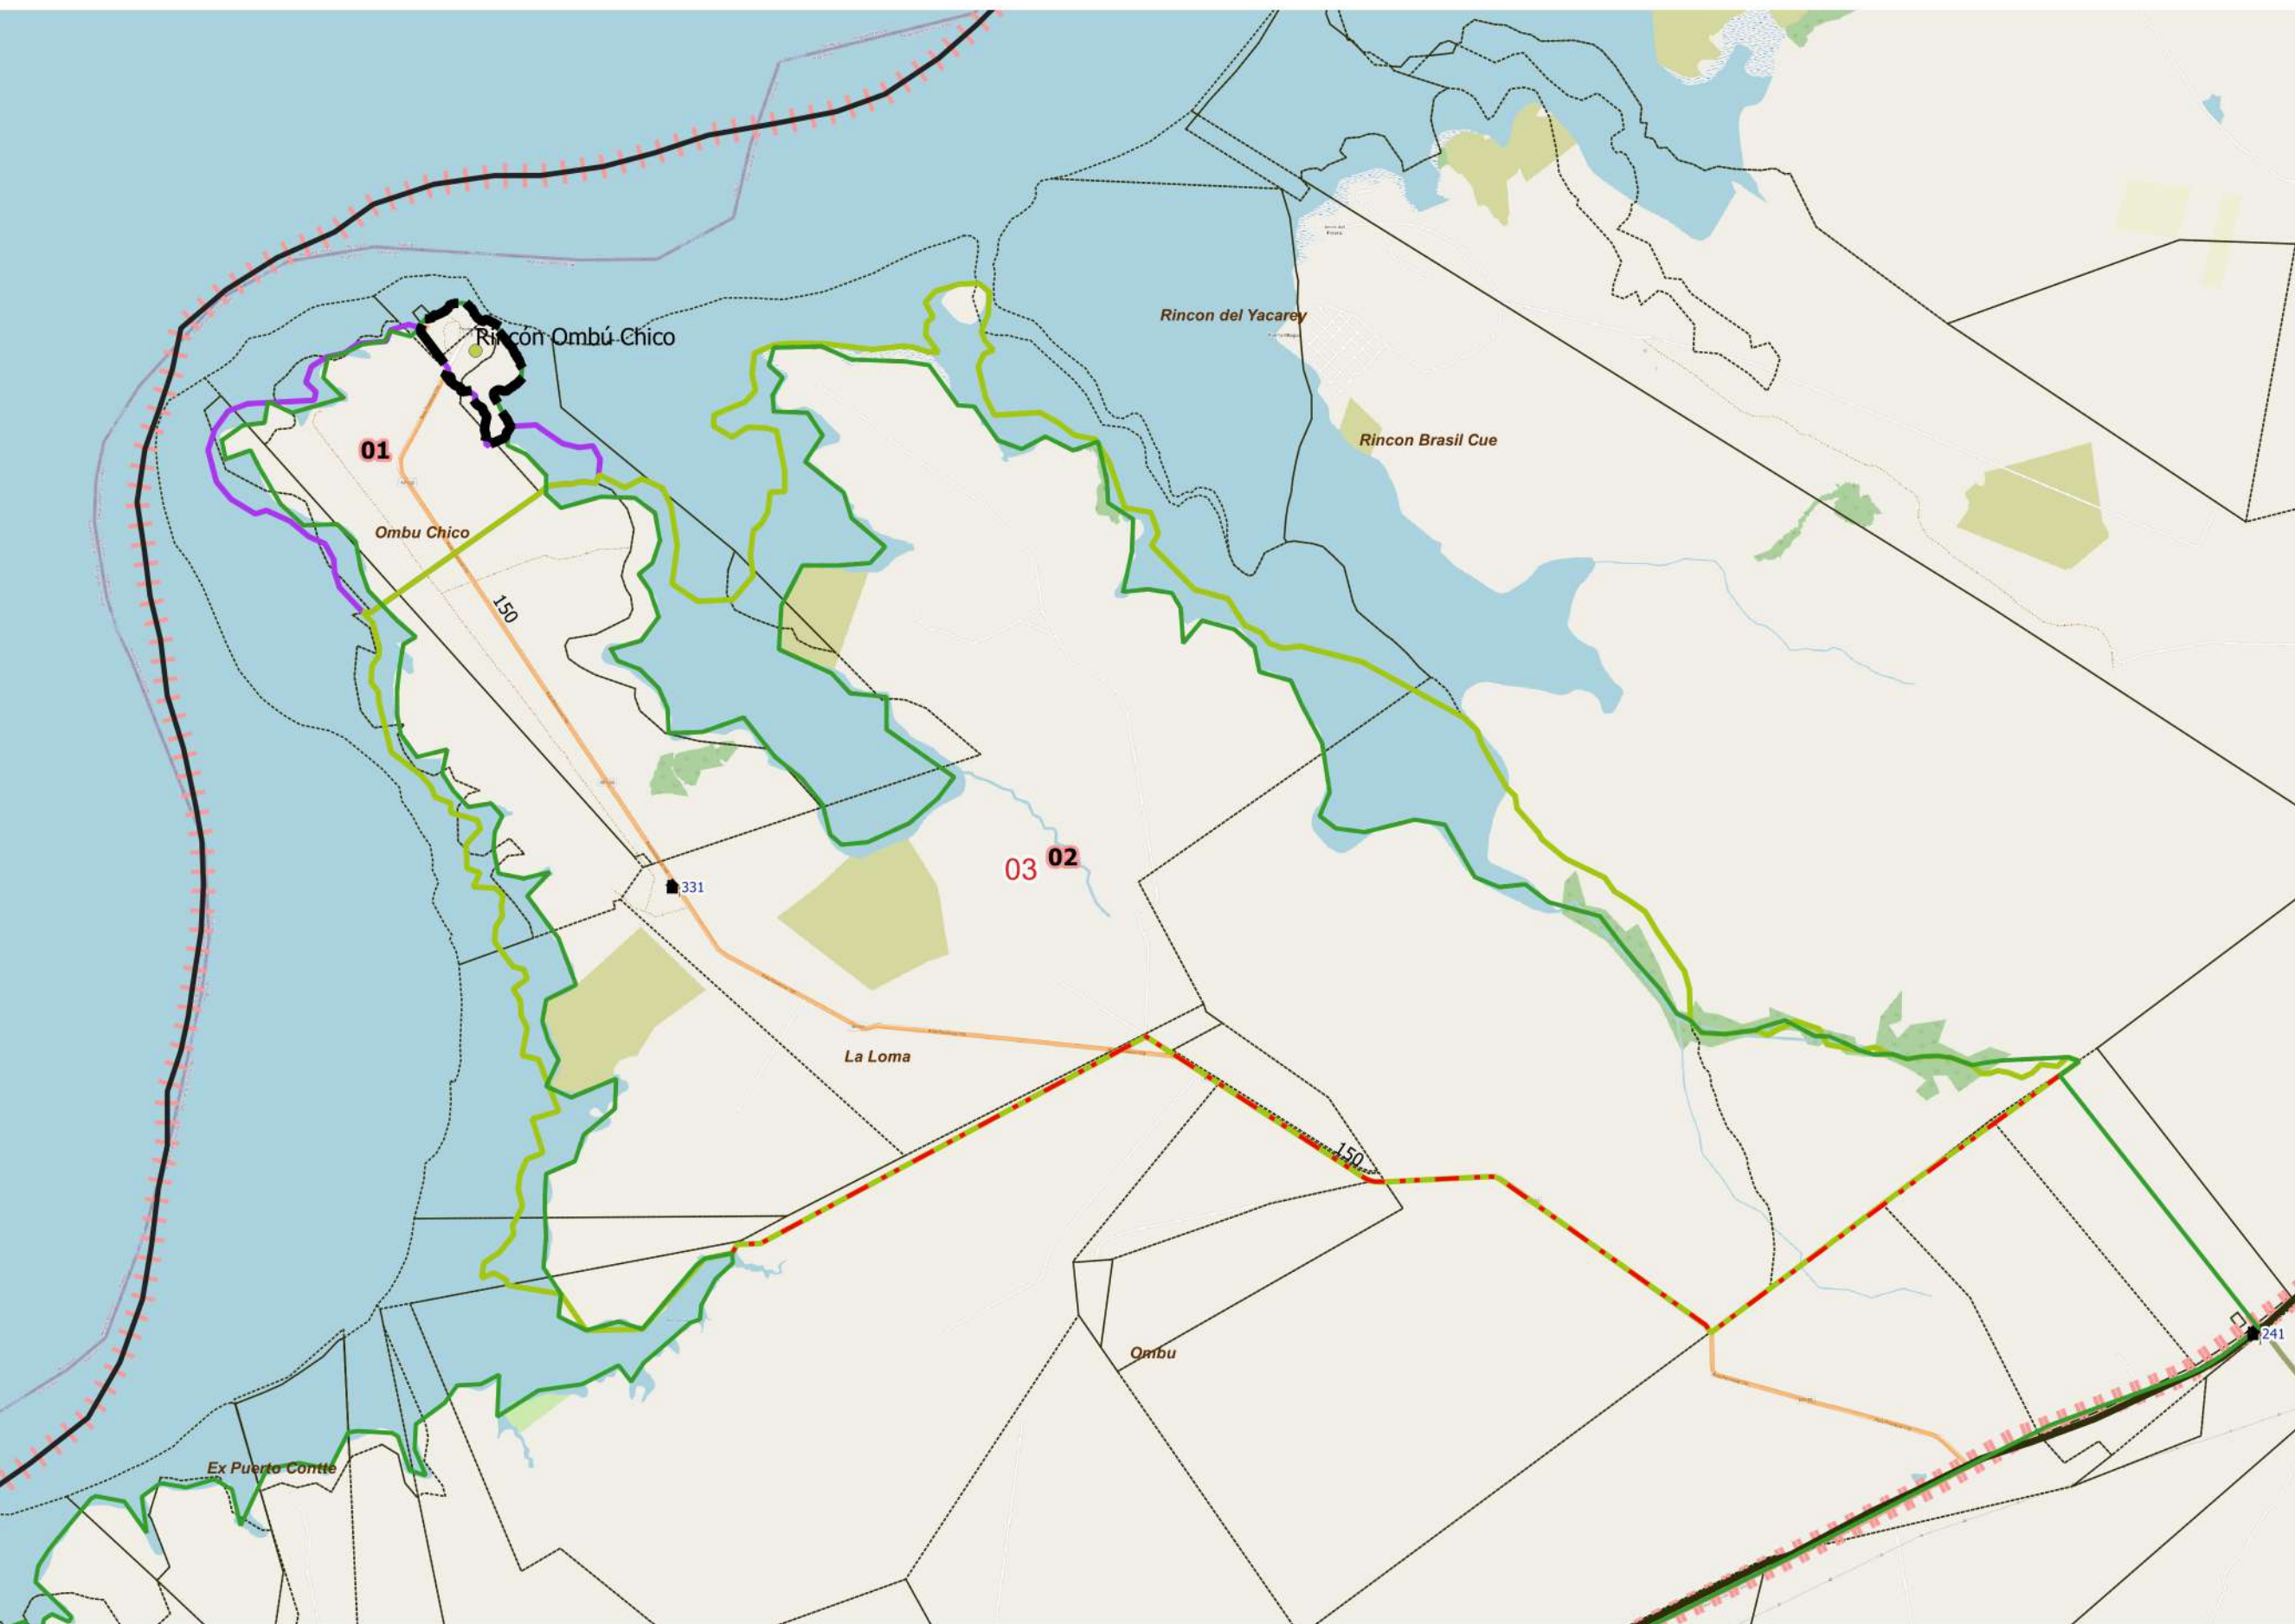 Rincón Ombú Chico
Rincon del Yacarey
Rincon Brasil Cue
01
Ombu Chico
150
03
02
331
La Loma
150
Ombu
241
Ex Puerto Contte